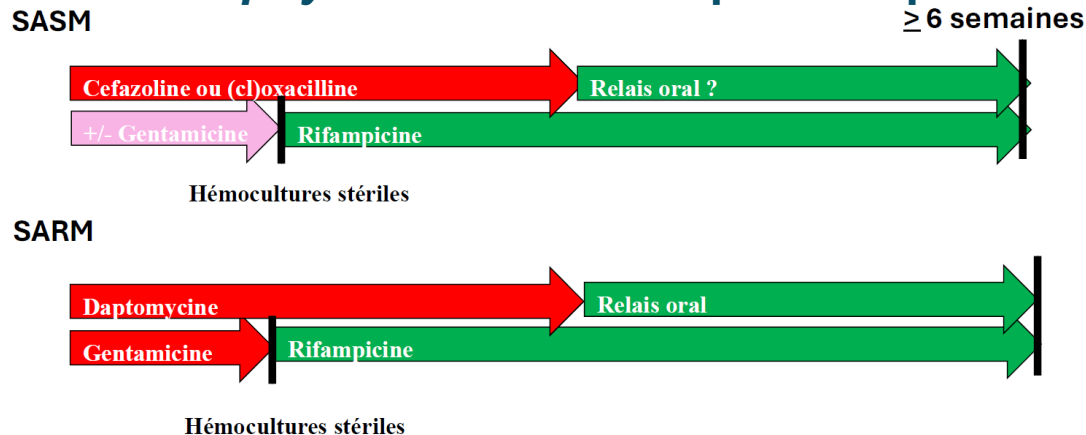 SASM
≥ 6 semaines
Cefazoline ou (cl)oxacilline
Relais oral ?
+/- Gentamicine
Rifampicine
Hémocultures stériles
SARM
Daptomycine
Relais oral
Gentamicine
Rifampicine
Hémocultures stériles